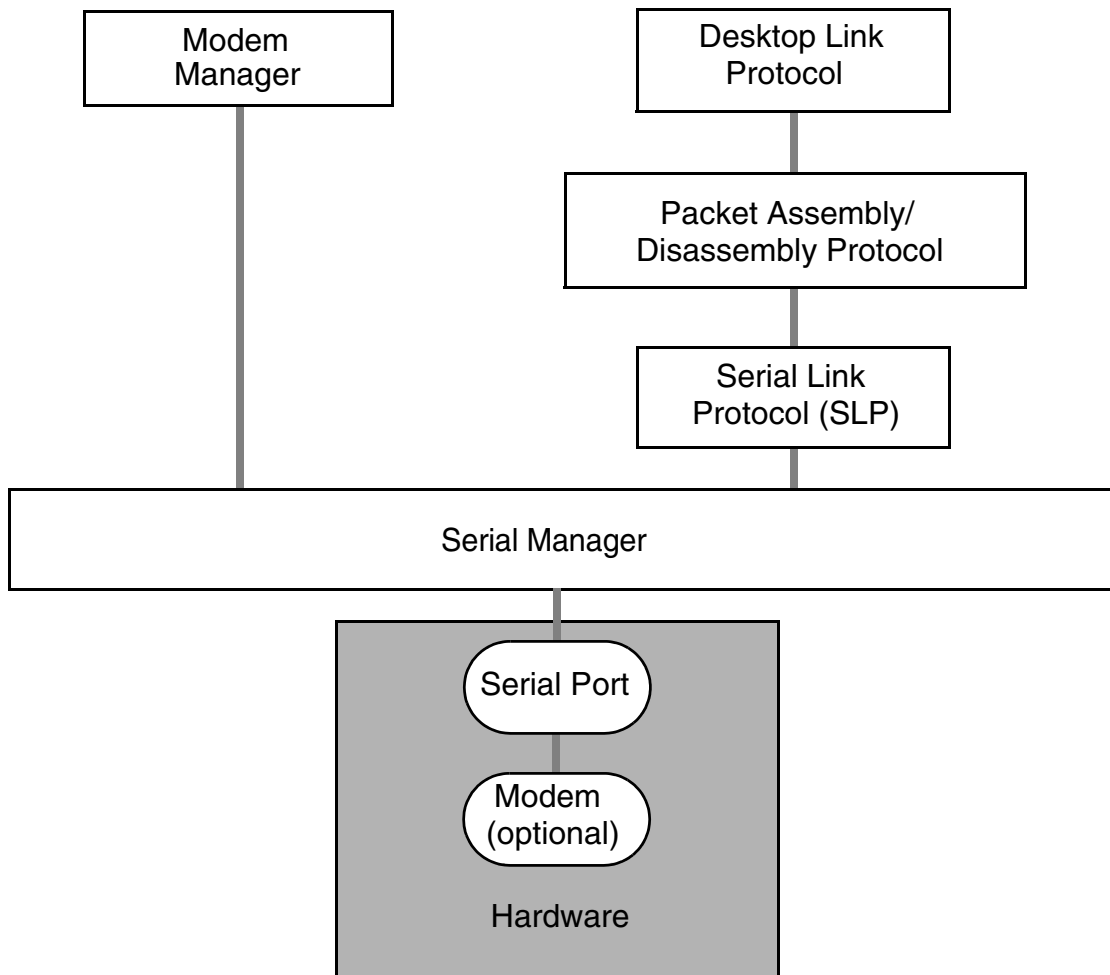 Modem
Manager
Desktop Link
Protocol
Packet Assembly/
Disassembly Protocol
Serial Link
Protocol (SLP)
Serial Manager
Serial Port
Modem
(optional)
Hardware